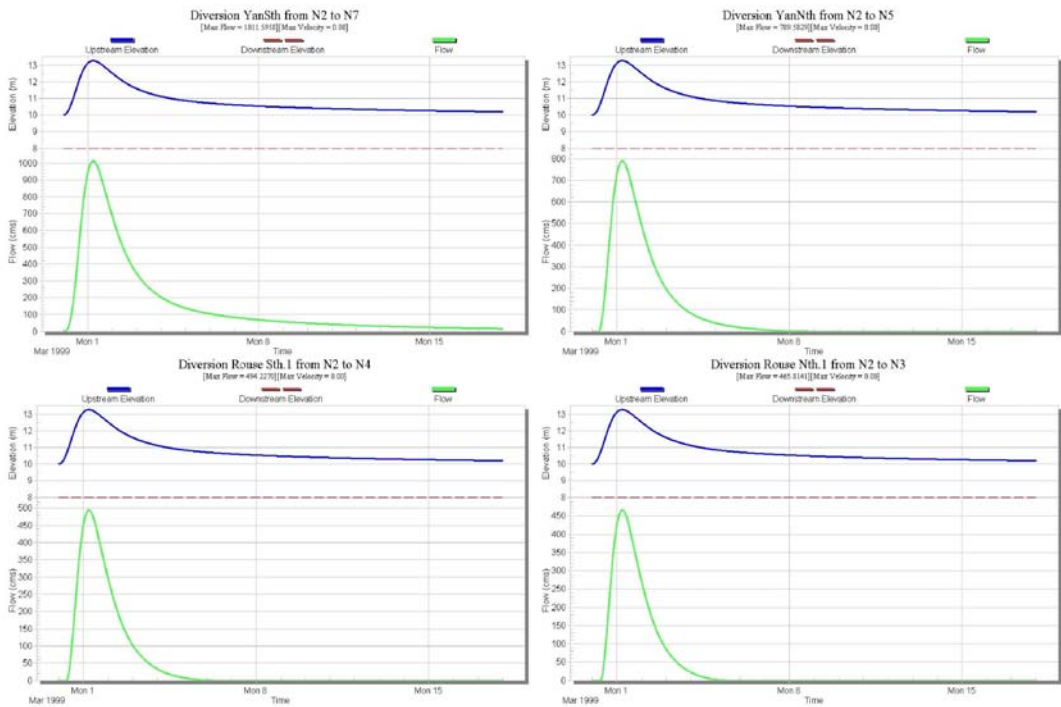 Diversion YanSth from N2 to N7
[Max Flow = 1011.5958][Max Velocity = 0.00]
Upstream Elevation Downstream Elevation Flow
Elevation (m)
13
12
11
10
9
8
Flow (cms)
1000
900
800
700
600
500
400
300
200
100
0
Mon 1 Mon 8 Mon 15
Mar 1999 Time
Diversion YanNth from N2 to N5
[Max Flow = 789.5829][Max Velocity = 0.00]
Upstream Elevation Downstream Elevation Flow
Elevation (m)
13
12
11
10
9
8
Flow (cms)
800
700
600
500
400
300
200
100
0
Mon 1 Mon 8 Mon 15
Mar 1999 Time
Diversion Rouse Sth.1 from N2 to N4
[Max Flow = 494.2270][Max Velocity = 0.00]
Upstream Elevation Downstream Elevation Flow
Elevation (m)
13
12
11
10
9
8
Flow (cms)
500
450
400
350
300
250
200
150
100
50
0
Mon 1 Mon 8 Mon 15
Mar 1999 Time
Diversion Rouse Nth.1 from N2 to N3
[Max Flow = 465.8141][Max Velocity = 0.00]
Upstream Elevation Downstream Elevation Flow
Elevation (m)
13
12
11
10
9
8
Flow (cms)
450
400
350
300
250
200
150
100
50
0
Mon 1 Mon 8 Mon 15
Mar 1999 Time